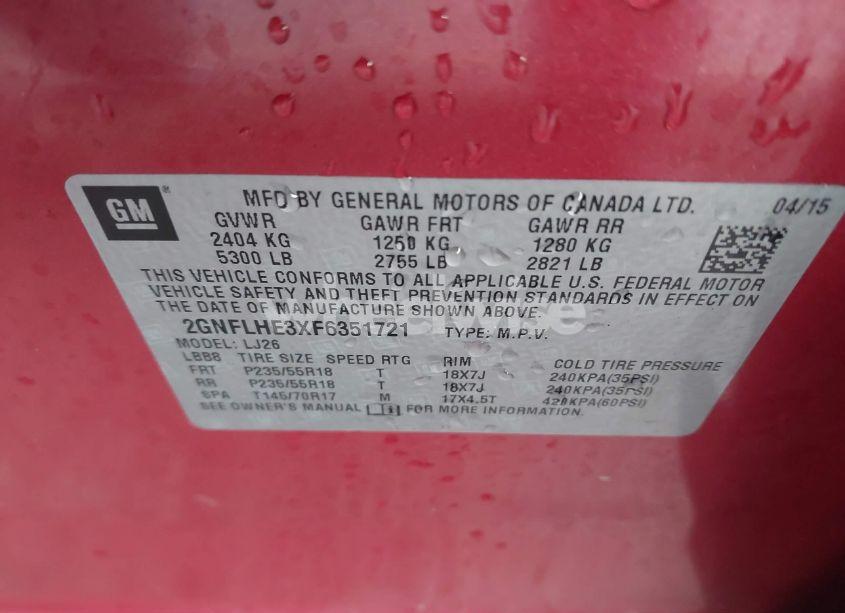 GM MFD BY GENERAL MOTORS OF CANADA LTD. 04/15
GVWR GAWR FRT GAWR RR
2404 KG 1250 KG 1280 KG
5300 LB 2755 LB 2821 LB
THIS VEHICLE CONFORMS TO ALL APPLICABLE U.S. FEDERAL MOTOR
VEHICLE SAFETY AND THEFT PREVENTION STANDARDS IN EFFECT ON
THE DATE OF MANUFACTURE SHOWN ABOVE.
2GNFLHE3XF6351721 TYPE: M.P.V.
MODEL: LJ26
LBB8 TIRE SIZE SPEED RTG RIM COLD TIRE PRESSURE
FRT P235/55R18 T 18X7J 240KPA(35PSI)
RR P235/55R18 T 18X7J 240KPA(35PSI)
SPA T145/70R17 M 17X4.5T 420KPA(60PSI)
SEE OWNER'S MANUAL FOR MORE INFORMATION.